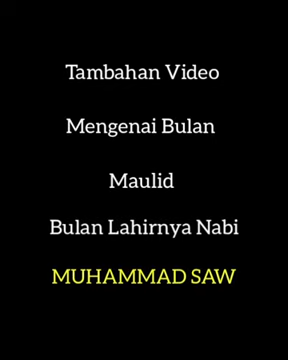 Tambahan Video
Mengenai Bulan
Maulid
Bulan Lahirnya Nabi
MUHAMMAD SAW